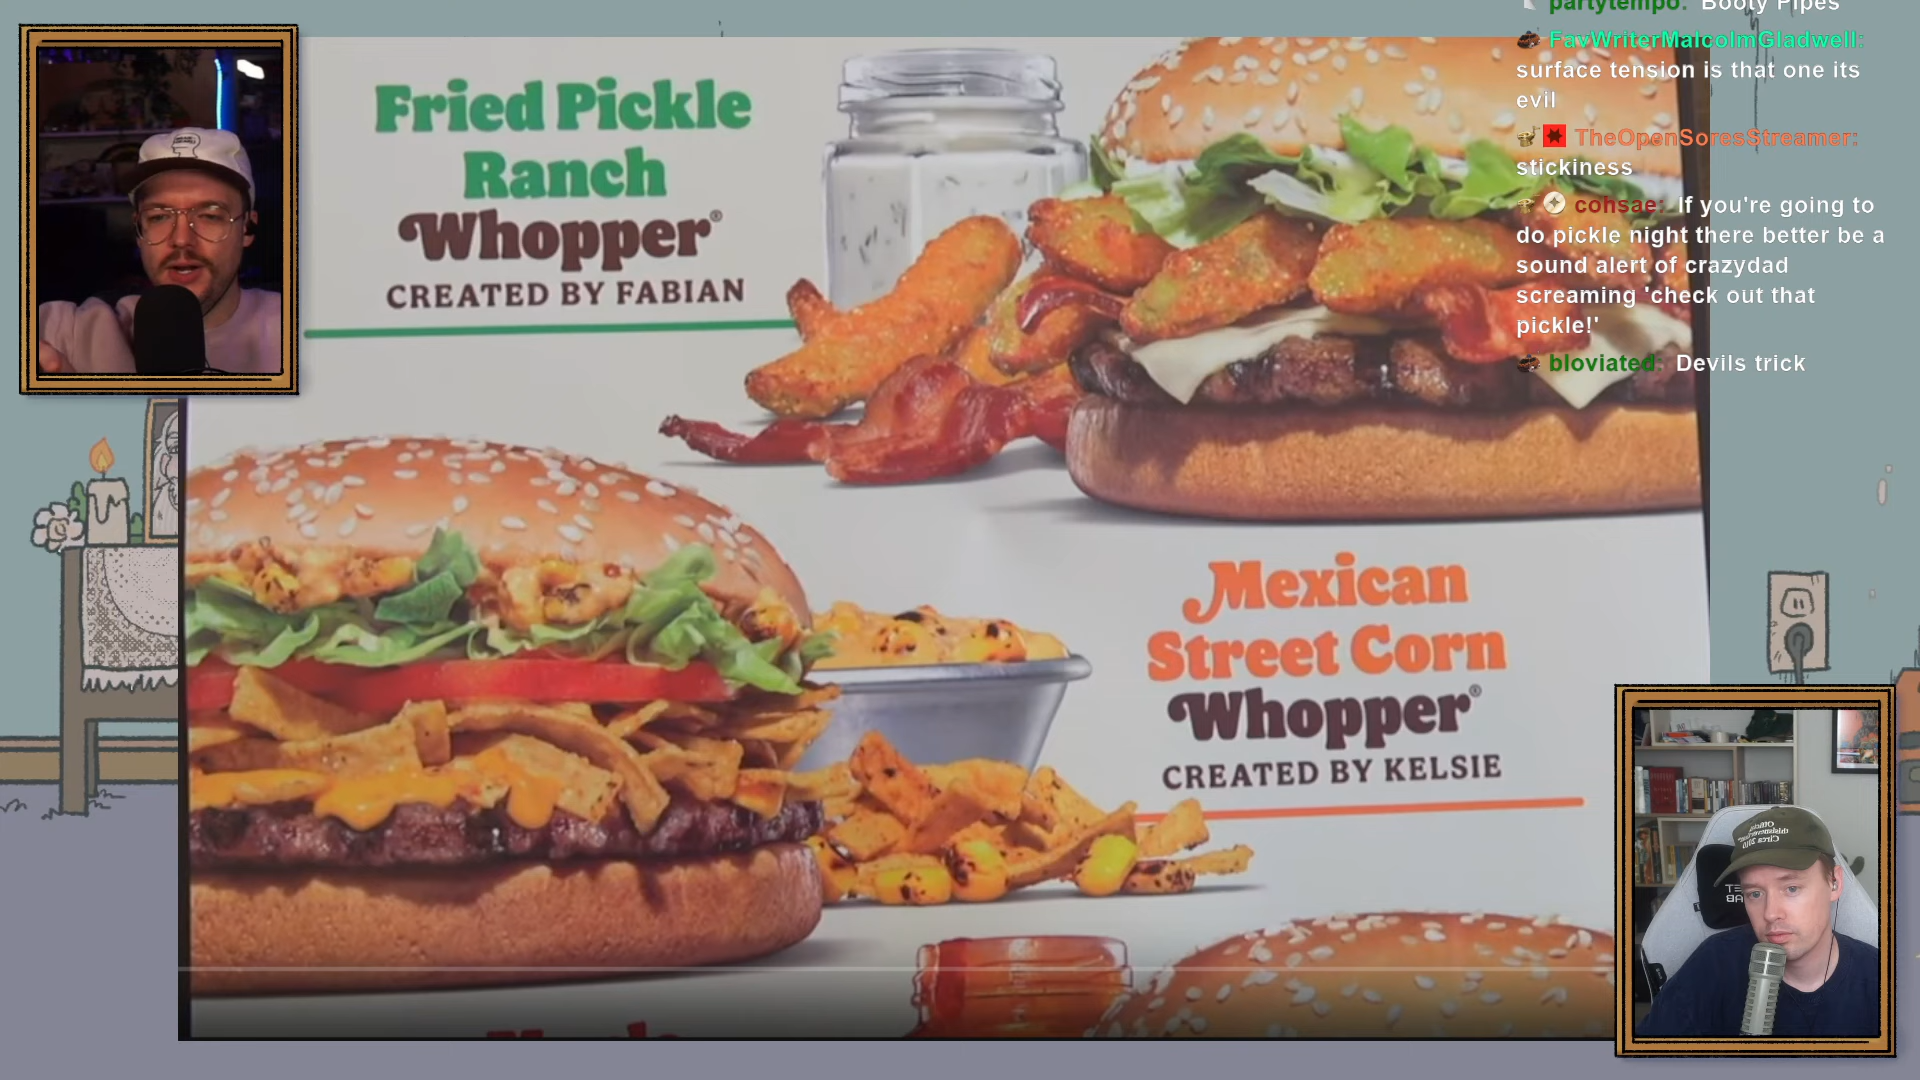 Fried Pickle
Ranch
Whopper®
CREATED BY FABIAN
Mexican
Street Corn
Whopper®
CREATED BY KELSIE
partytempo: Booty Pipes
FavWriterMalcolmGladwell:
surface tension is that one its
evil
TheOpenSoresStreamer:
stickiness
cohsae: if you're going to
do pickle night there better be a
sound alert of crazydad
screaming 'check out that
pickle!'
bloviated: Devils trick